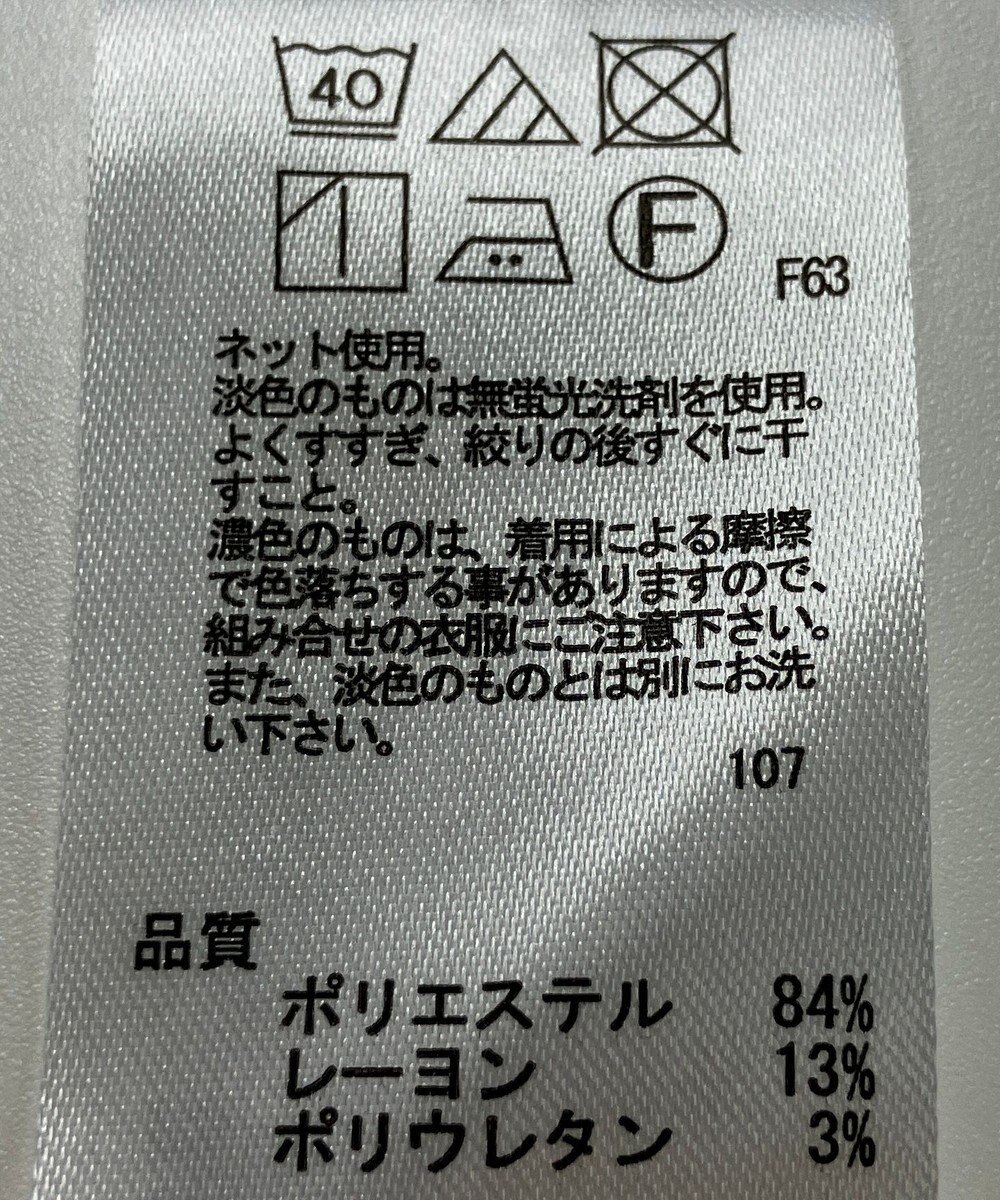 40
F
F63
ネット使用。
淡色のものは無蛍光洗剤を使用。
よくすすぎ、絞りの後すぐに干
すこと。
濃色のものは、着用による摩擦
で色落ちする事がありますので、
組み合せの衣服にご注意下さい。
また、淡色のものとは別にお洗
い下さい。
107
品質
ポリエステル 84%
レーヨン 13%
ポリウレタン 3%